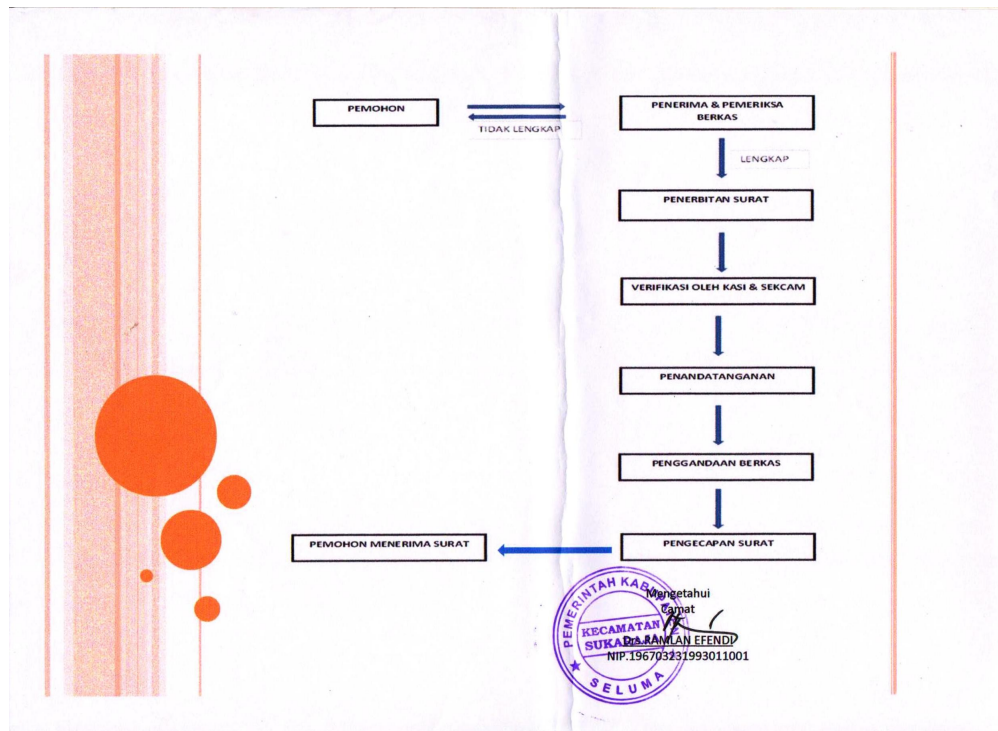 PEMOHON
TIDAK LENGKAP
PENERIMA & PEMERIKSA
BERKAS
LENGKAP
PENERBITAN SURAT
VERIFIKASI OLEH KASI & SEKCAM
PENANDATANGANAN
PENGGANDAAN BERKAS
PENGECAPAN SURAT
PEMOHON MENERIMA SURAT
Mengetahui
Camat
Drs. RAMLAN EFENDI
NIP.196703231993011001
PEMERINTAH KABUPATEN
KECAMATAN
SELUMA